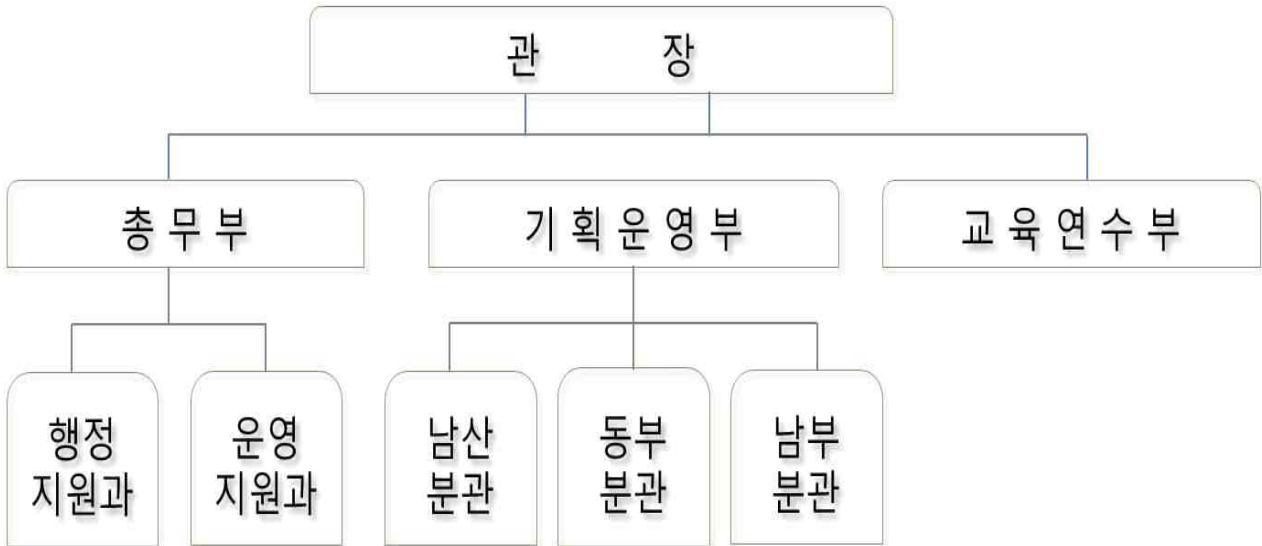 관 장
총 무 부
기 획 운 영 부
교 육 연 수 부
행정
지원과
운영
지원과
남산
분관
동부
분관
남부
분관